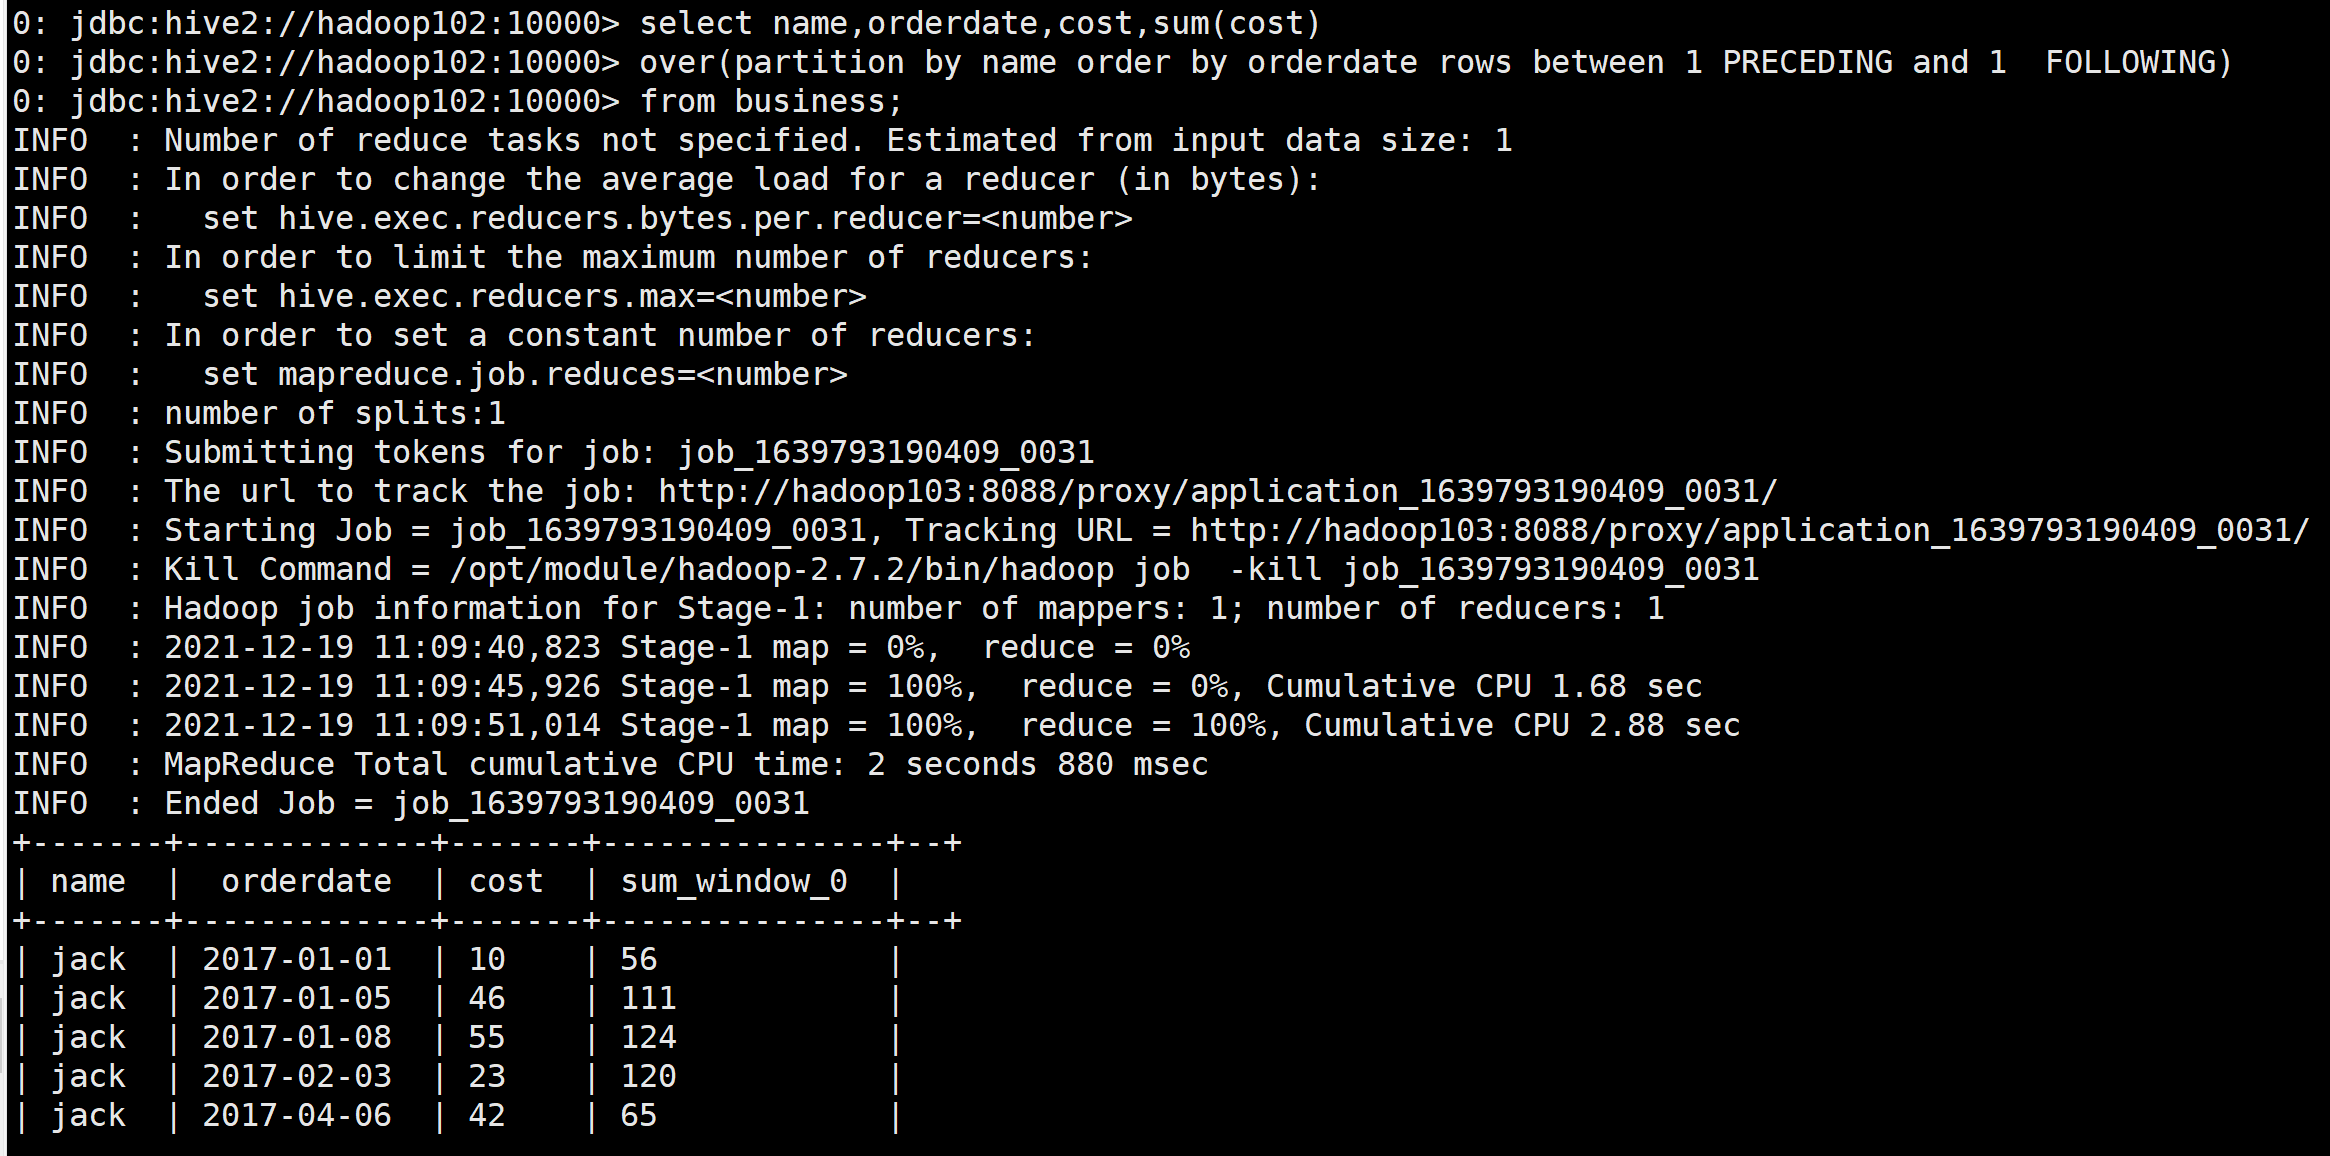 0: jdbc:hive2://hadoop102:10000> select name,orderdate,cost,sum(cost)
0: jdbc:hive2://hadoop102:10000> over(partition by name order by orderdate rows between 1 PRECEDING and 1  FOLLOWING)
0: jdbc:hive2://hadoop102:10000> from business;
INFO  : Number of reduce tasks not specified. Estimated from input data size: 1
INFO  : In order to change the average load for a reducer (in bytes):
INFO  :   set hive.exec.reducers.bytes.per.reducer=<number>
INFO  : In order to limit the maximum number of reducers:
INFO  :   set hive.exec.reducers.max=<number>
INFO  : In order to set a constant number of reducers:
INFO  :   set mapreduce.job.reduces=<number>
INFO  : number of splits:1
INFO  : Submitting tokens for job: job_1639793190409_0031
INFO  : The url to track the job: http://hadoop103:8088/proxy/application_1639793190409_0031/
INFO  : Starting Job = job_1639793190409_0031, Tracking URL = http://hadoop103:8088/proxy/application_1639793190409_0031/
INFO  : Kill Command = /opt/module/hadoop-2.7.2/bin/hadoop job  -kill job_1639793190409_0031
INFO  : Hadoop job information for Stage-1: number of mappers: 1; number of reducers: 1
INFO  : 2021-12-19 11:09:40,823 Stage-1 map = 0%,  reduce = 0%
INFO  : 2021-12-19 11:09:45,926 Stage-1 map = 100%,  reduce = 0%, Cumulative CPU 1.68 sec
INFO  : 2021-12-19 11:09:51,014 Stage-1 map = 100%,  reduce = 100%, Cumulative CPU 2.88 sec
INFO  : MapReduce Total cumulative CPU time: 2 seconds 880 msec
INFO  : Ended Job = job_1639793190409_0031
+-------+-------------+-------+---------------+--+
| name  |  orderdate  | cost  | sum_window_0  |
+-------+-------------+-------+---------------+--+
| jack  | 2017-01-01  | 10    | 56            |
| jack  | 2017-01-05  | 46    | 111           |
| jack  | 2017-01-08  | 55    | 124           |
| jack  | 2017-02-03  | 23    | 120           |
| jack  | 2017-04-06  | 42    | 65            |